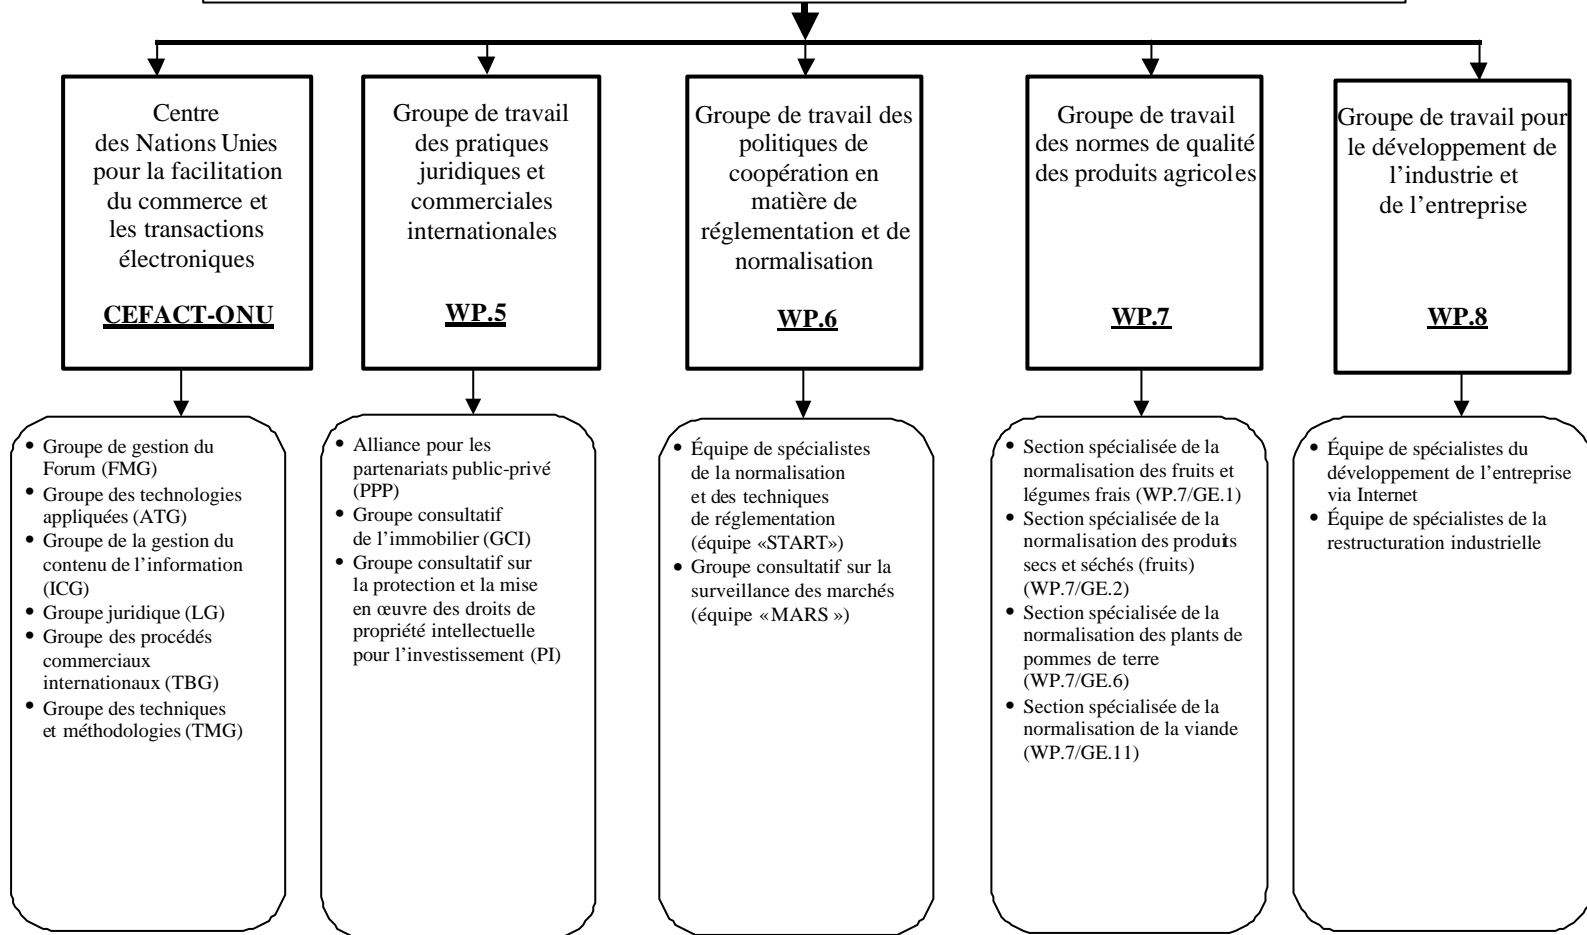 Centre
des Nations Unies
pour la facilitation
du commerce et
les transactions
électroniques
CEFACT-ONU
Groupe de travail
des pratiques
juridiques et
commerciales
internationales
WP.5
Groupe de travail des
politiques de
coopération en
matière de
réglementation et de
normalisation
WP.6
Groupe de travail
des normes de qualité
des produits agricoles
WP.7
Groupe de travail pour
le développement de
l’industrie et
de l’entreprise
WP.8
• Groupe de gestion du
Forum (FMG)
• Groupe des technologies
appliquées (ATG)
• Groupe de la gestion du
contenu de l’information
(ICG)
• Groupe juridique (LG)
• Groupe des procédés
commerciaux
internationaux (TBG)
• Groupe des techniques
et méthodologies (TMG)
• Alliance pour les
partenariats public-privé
(PPP)
• Groupe consultatif
de l’immobilier (GCI)
• Groupe consultatif sur
la protection et la mise
en œuvre des droits de
propriété intellectuelle
pour l’investissement (PI)
• Équipe de spécialistes
de la normalisation
et des techniques
de réglementation
(équipe «START»)
• Groupe consultatif sur la
surveillance des marchés
(équipe «MARS »)
• Section spécialisée de la
normalisation des fruits et
légumes frais (WP.7/GE.1)
• Section spécialisée de la
normalisation des produits
secs et séchés (fruits)
(WP.7/GE.2)
• Section spécialisée de la
normalisation des plants de
pommes de terre
(WP.7/GE.6)
• Section spécialisée de la
normalisation de la viande
(WP.7/GE.11)
• Équipe de spécialistes du
développement de l’entreprise
via Internet
• Équipe de spécialistes de la
restructuration industrielle